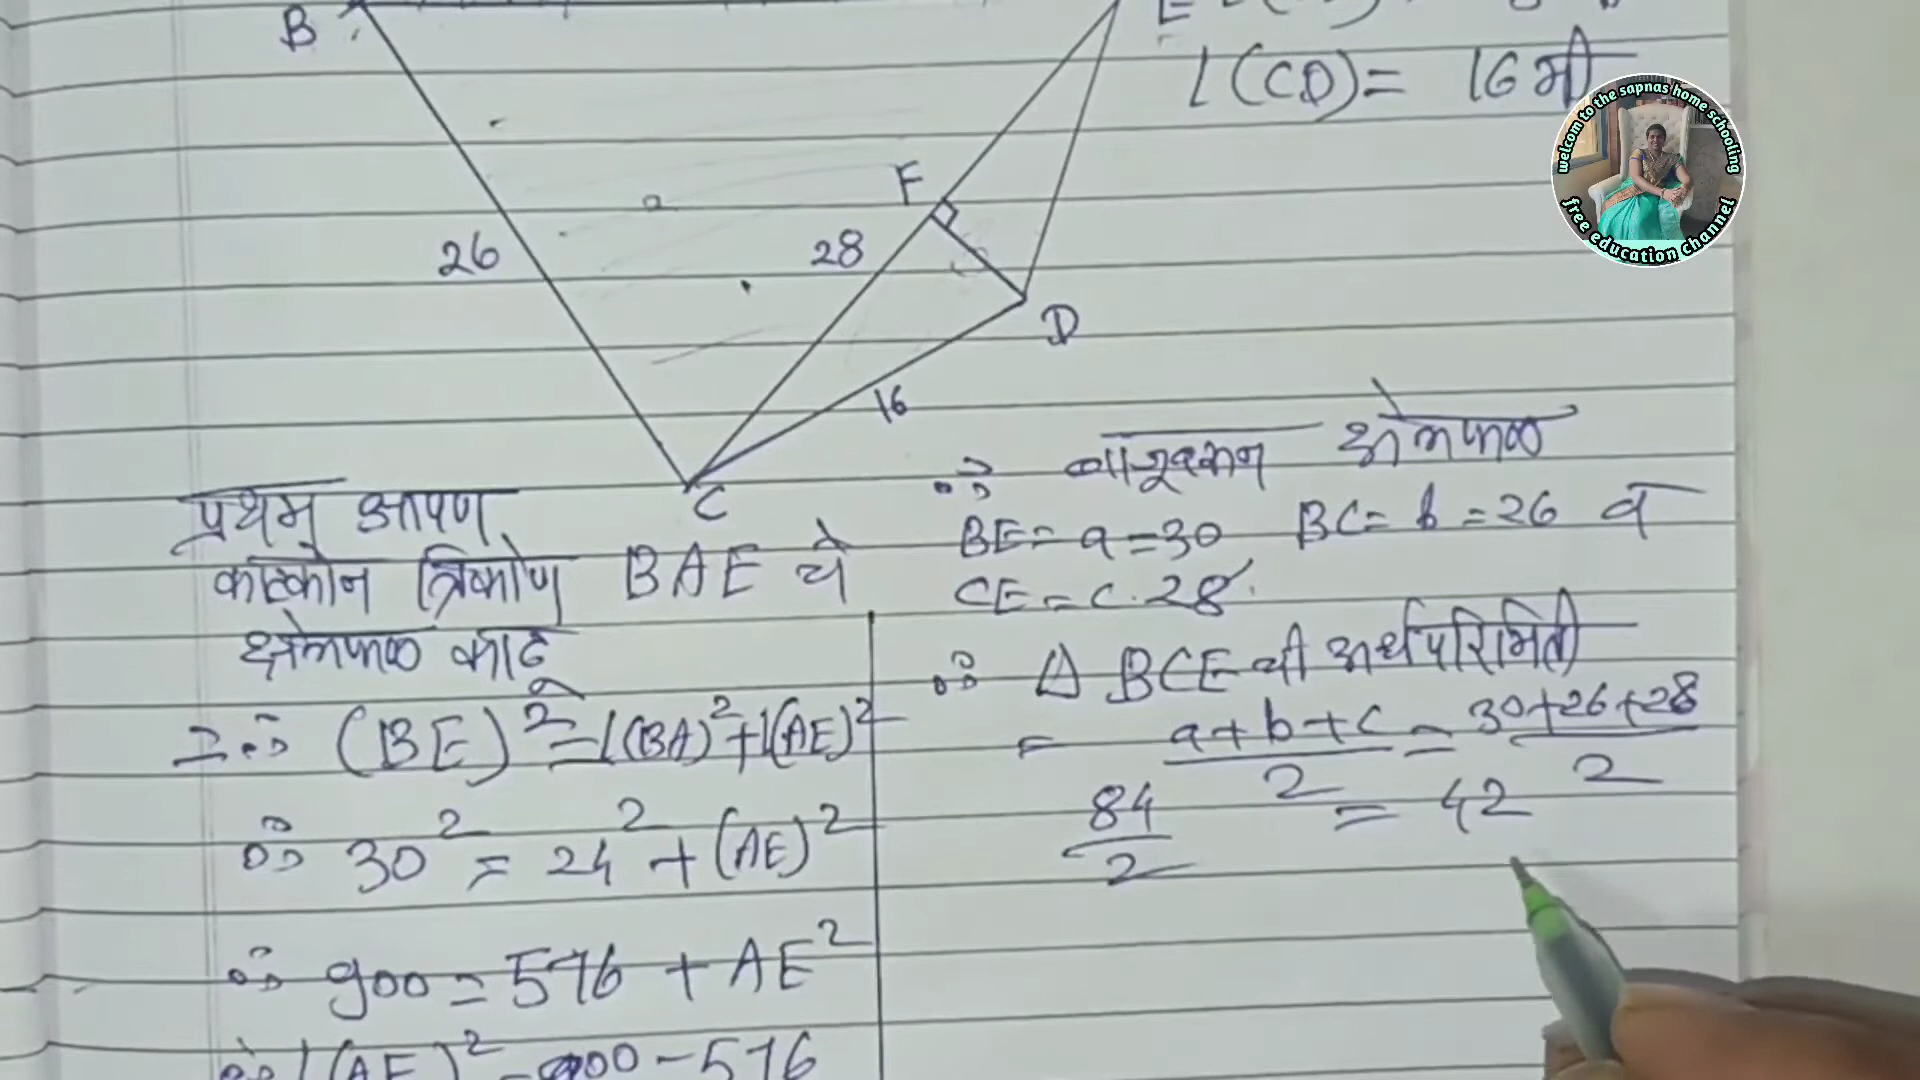 B
l(CD)= 16 मी
F
26
28
D
16
C
प्रथम आपण
काटकोन त्रिकोण BAE चे
क्षेत्रफळ काढू
∴ (BE)² = l(BA)² + l(AE)²
∴ 30² = 24² + (AE)²
∴ 900 = 576 + AE²
∴ l(AE)² = 900 - 576
∴ क्षेत्रफळ
BE = a = 30 BC = b = 26 व
CE = c. 28.
∴ △ BCE ची अर्धपरिमिती
= a+b+c/2 = 30+26+28/2
84/2 = 42
welcom to the sapnas home schooling
free education channel